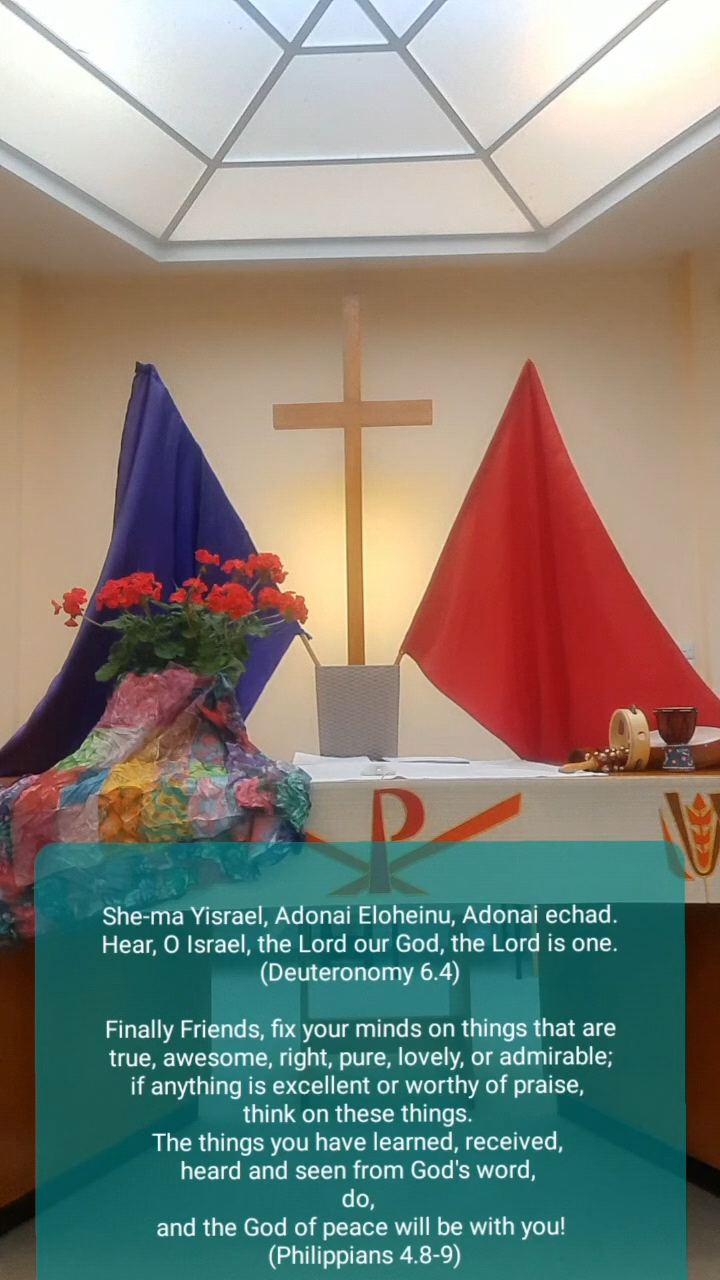 She-ma Yisrael, Adonai Eloheinu, Adonai echad.
Hear, O Israel, the Lord our God, the Lord is one.
(Deuteronomy 6.4)
Finally Friends, fix your minds on things that are
true, awesome, right, pure, lovely, or admirable;
if anything is excellent or worthy of praise,
think on these things.
The things you have learned, received,
heard and seen from God's word,
do,
and the God of peace will be with you!
(Philippians 4.8-9)